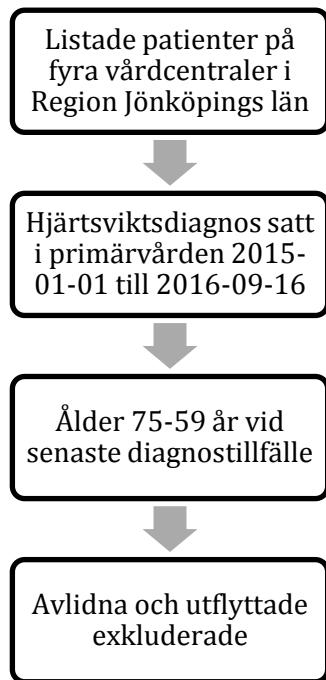 Listade patienter på
fyra vårdcentraler i
Region Jönköpings län
Hjärtsviktsdiagnos satt
i primärvården 2015-
01-01 till 2016-09-16
Ålder 75-59 år vid
senaste diagnostillfälle
Avlidna och utflyttade
exkluderade